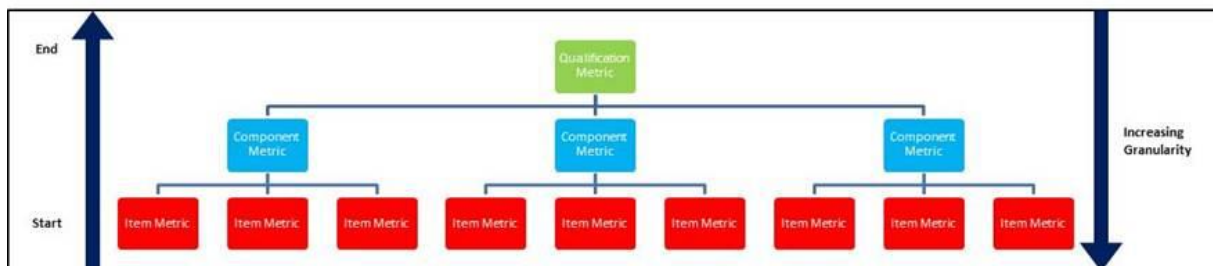 End
Qualification
Metric
Component
Metric
Component
Metric
Component
Metric
Increasing
Granularity
Start
Item Metric
Item Metric
Item Metric
Item Metric
Item Metric
Item Metric
Item Metric
Item Metric
Item Metric